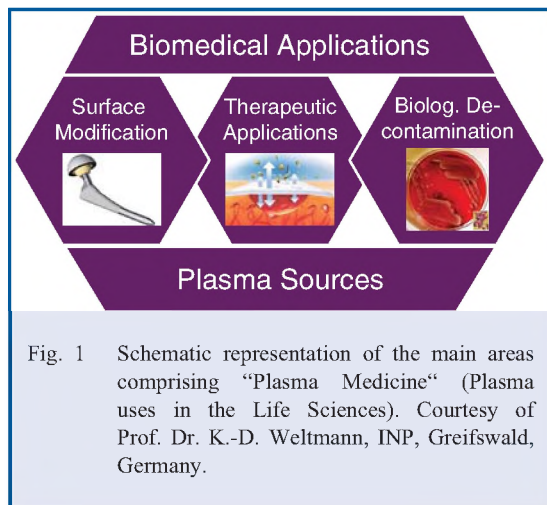 Biomedical Applications
Surface
Modification
Therapeutic
Applications
Biolog. De-
contamination
Plasma Sources
Fig. 1 Schematic representation of the main areas
comprising “Plasma Medicine“ (Plasma
uses in the Life Sciences). Courtesy of
Prof. Dr. K.-D. Weltmann, INP, Greifswald,
Germany.